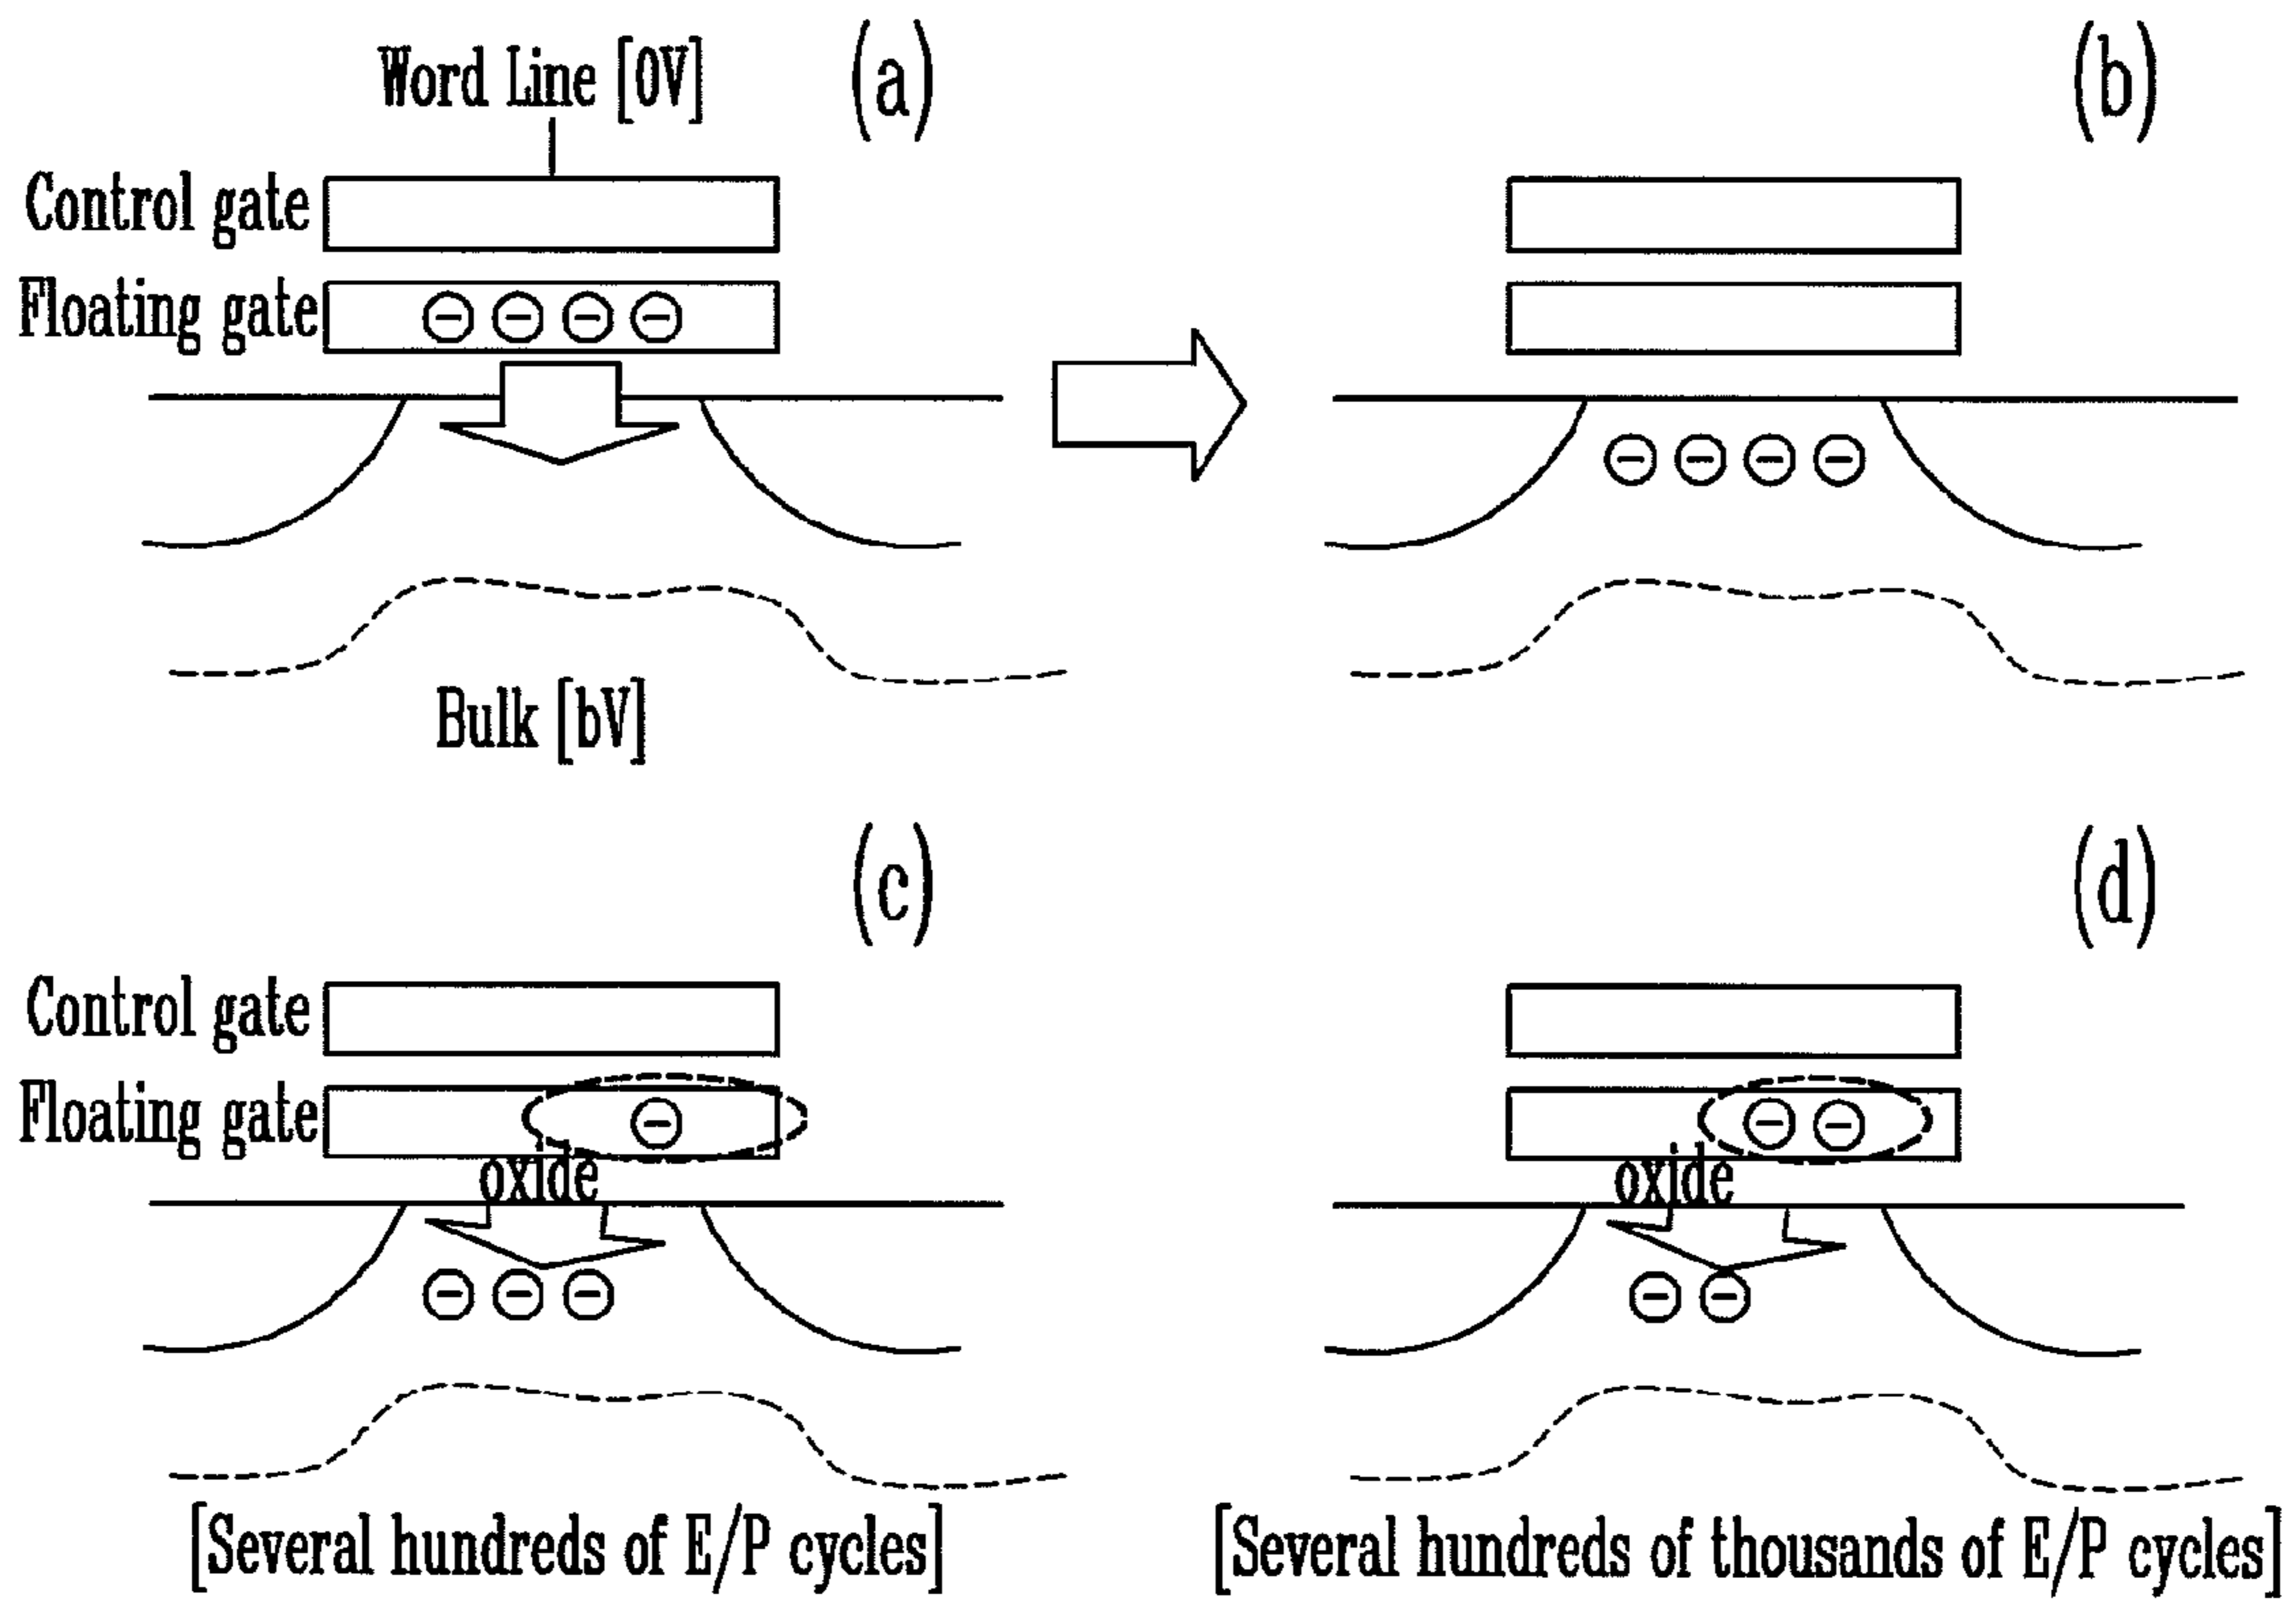 Word Line [0V]
(a)
(b)
Control gate
Floating gate
Bulk [bV]
(c)
(d)
Control gate
Floating gate
oxide
oxide
[Several hundreds of E/P cycles]
[Several hundreds of thousands of E/P cycles]